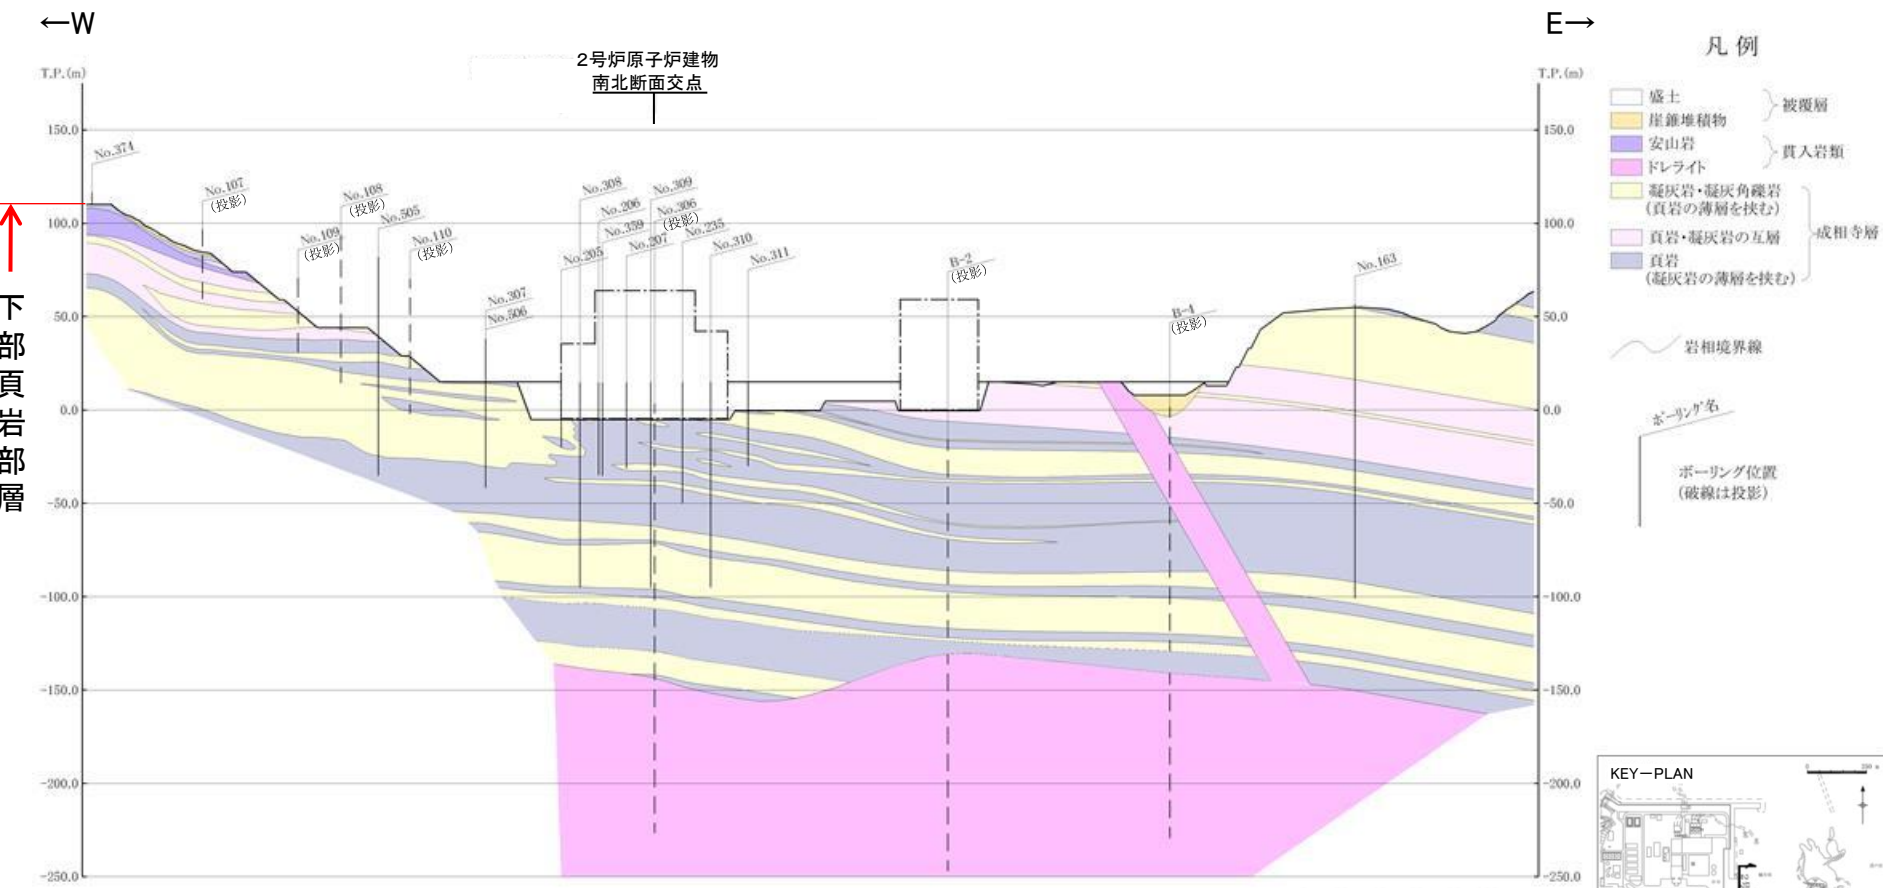 ←W
E→
2号炉原子炉建物
南北断面交点
T.P.(m)
T.P.(m)
150.0
100.0
50.0
0.0
-50.0
-100.0
-150.0
-200.0
-250.0
150.0
100.0
50.0
0.0
-50.0
-100.0
-150.0
-200.0
-250.0
下部頁岩部層
No.374
No.107
(投影)
No.109
(投影)
No.108
(投影)
No.505
No.110
(投影)
No.307
No.506
No.205
No.308
No.206
No.359
No.207
No.309
No.306
(投影)
No.235
No.310
No.311
B-2
(投影)
B-4
(投影)
No.163
凡例
盛土
崖錐堆積物
被覆層
安山岩
ドレライト
貫入岩類
凝灰岩・凝灰角礫岩
(頁岩の薄層を挟む)
頁岩・凝灰岩の互層
頁岩
(凝灰岩の薄層を挟む)
成相寺層
岩相境界線
ボーリング名
ボーリング位置
(破線は投影)
KEY－PLAN
0 250 m